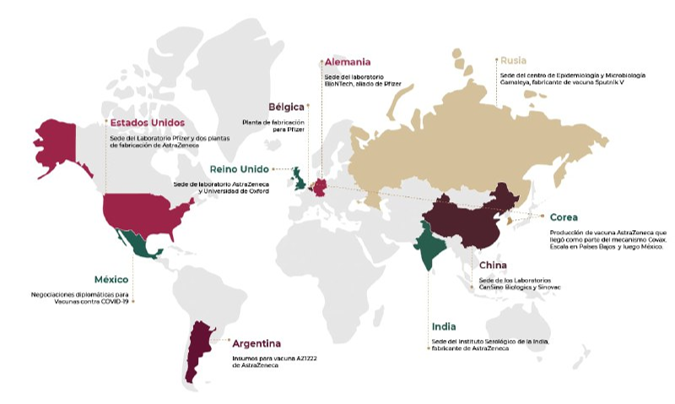 Alemania
Sede del laboratorio
BioNTech, aliado de Pfizer
Rusia
Sede del centro de Epidemiología y Microbiología
Gamaleya, fabricante de vacuna Sputnik V
Bélgica
Planta de fabricación
para Pfizer
Estados Unidos
Sede del Laboratorio Pfizer y dos plantas
de fabricación de AstraZeneca
Reino Unido
Sede de laboratorio AstraZeneca
y Universidad de Oxford
Corea
Producción de vacuna AstraZeneca que
llegó como parte del mecanismo Covax.
Escala en Países Bajos y luego México.
China
Sede de los Laboratorios
CanSino Biologics y Sinovac
México
Negociaciones diplomáticas para
Vacunas contra COVID-19
India
Sede del Instituto Serológico de la India,
fabricante de AstraZeneca
Argentina
Insumos para vacuna AZ1222
de AstraZeneca